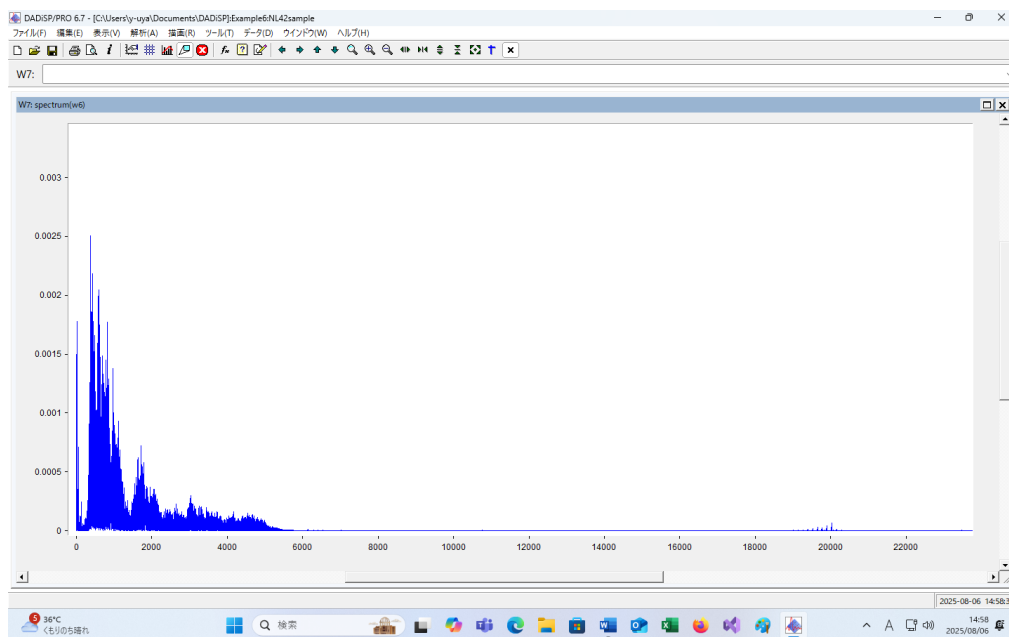 DADiSP/PRO 6.7 - [C:\Users\y-uya\Documents\DADiSP]:Example6:NL42sample
ファイル(F) 編集(E) 表示(V) 解析(A) 描画(R) ツール(T) データ(D) ウインドウ(W) ヘルプ(H)
W7:
W7: spectrum(w6)
0.003
0.0025
0.002
0.0015
0.001
0.0005
0
0 2000 4000 6000 8000 10000 12000 14000 16000 18000 20000 22000
2025-08-06 14:58:3
5
36°C
くもりのち晴れ
検索
A
14:58
2025/08/06